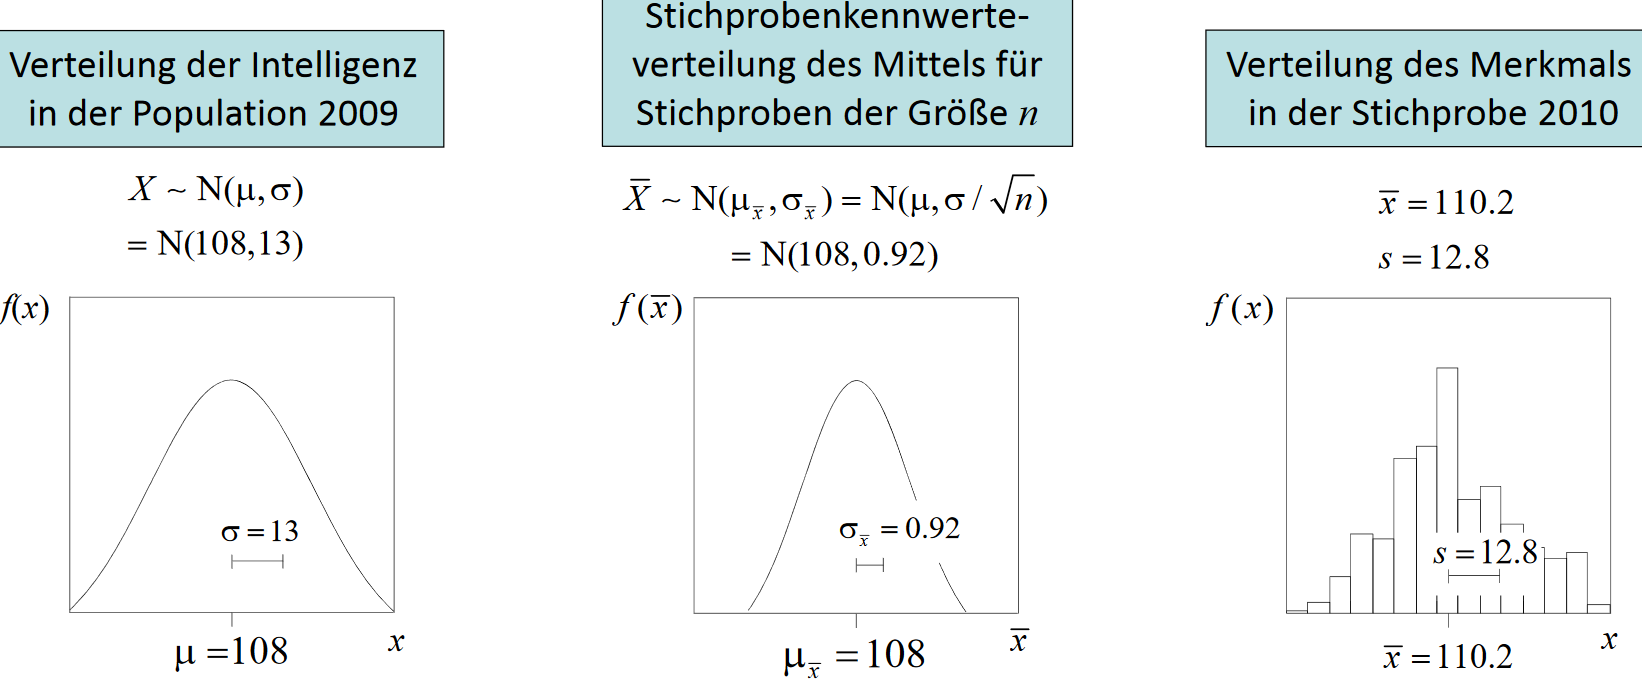 Verteilung der Intelligenz
in der Population 2009
X ~ N(μ,σ)
= N(108,13)
f(x)
σ = 13
μ =108
x
Stichprobenkennwerte-
verteilung des Mittels für
Stichproben der Größe n
X̅ ~ N(μ_x̅,σ_x̅) = N(μ,σ / √n)
= N(108,0.92)
f(x̅)
σ_x̅ = 0.92
μ_x̅ = 108
x̅
Verteilung des Merkmals
in der Stichprobe 2010
x̅ = 110.2
s = 12.8
f(x)
s = 12.8
x̅ = 110.2
x